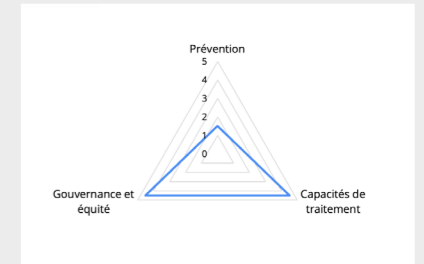 Prévention
5
4
3
2
1
0
Gouvernance et
équité
Capacités de
traitement